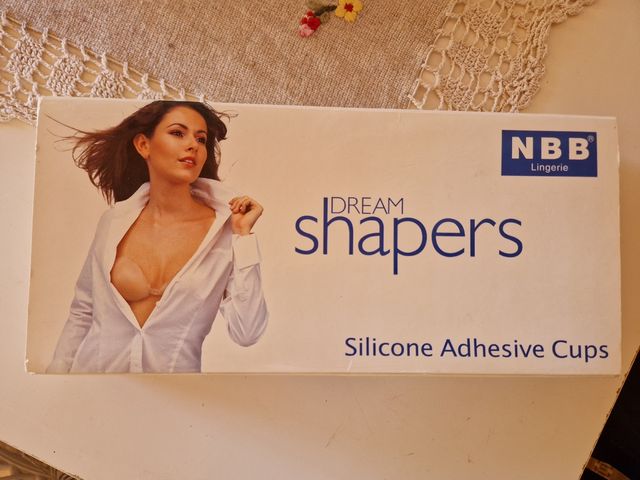 NBB®
Lingerie
DREAM
shapers
Silicone Adhesive Cups